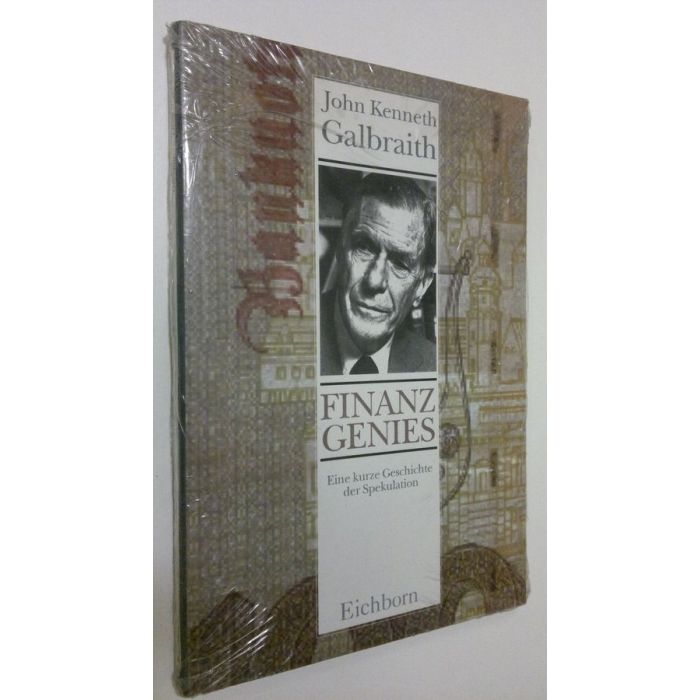 John Kenneth
Galbraith
FINANZ
GENIES
Eine kurze Geschichte
der Spekulation
Eichborn